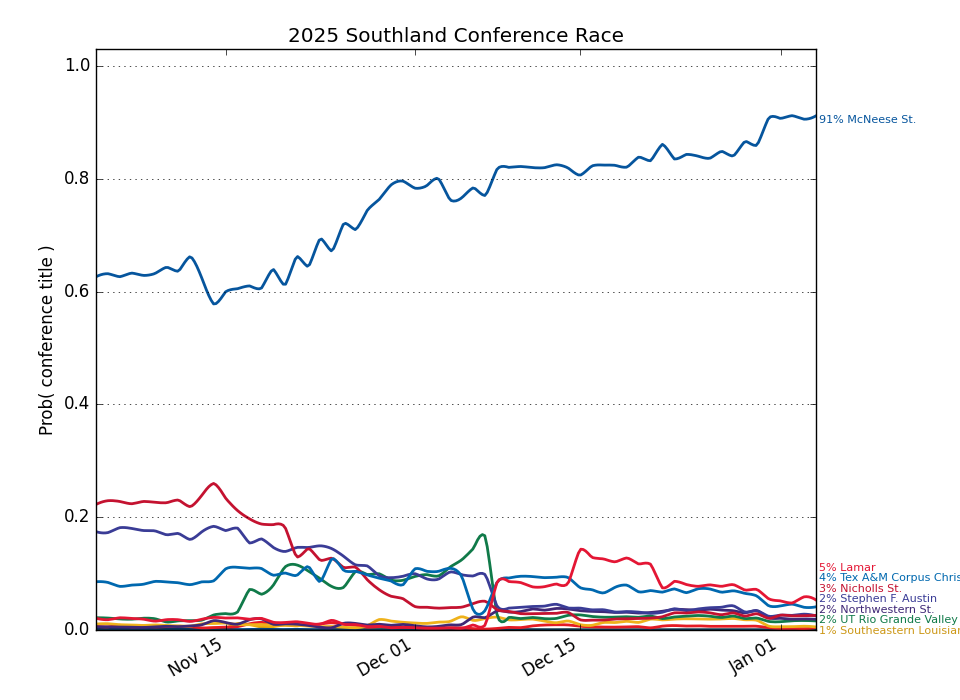 2025 Southland Conference Race
1.0
0.8
0.6
0.4
0.2
0.0
Prob( conference title )
Nov 15
Dec 01
Dec 15
Jan 01
91% McNeese St.
5% Lamar
4% Tex A&M Corpus Chris
3% Nicholls St.
2% Stephen F. Austin
2% Northwestern St.
2% UT Rio Grande Valley
1% Southeastern Louisian